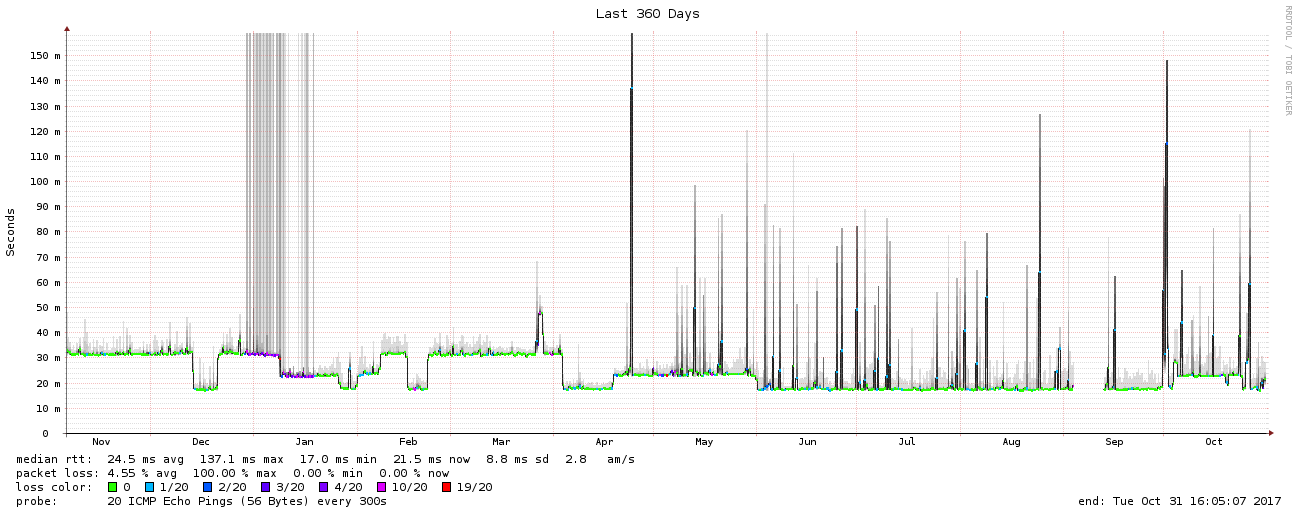 Last 360 Days
RRDTOOL / TOBI OETIKER
Seconds
150 m
140 m
130 m
120 m
110 m
100 m
90 m
80 m
70 m
60 m
50 m
40 m
30 m
20 m
10 m
0
Nov Dec Jan Feb Mar Apr May Jun Jul Aug Sep Oct
median rtt: 24.5 ms avg 137.1 ms max 17.0 ms min 21.5 ms now 8.8 ms sd 2.8 am/s
packet loss: 4.55 % avg 100.00 % max 0.00 % min 0.00 % now
loss color: 0 1/20 2/20 3/20 4/20 10/20 19/20
probe: 20 ICMP Echo Pings (56 Bytes) every 300s end: Tue Oct 31 16:05:07 2017